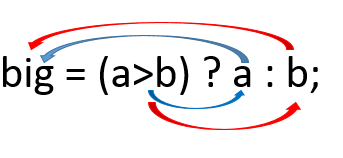 big = (a>b) ? a : b;